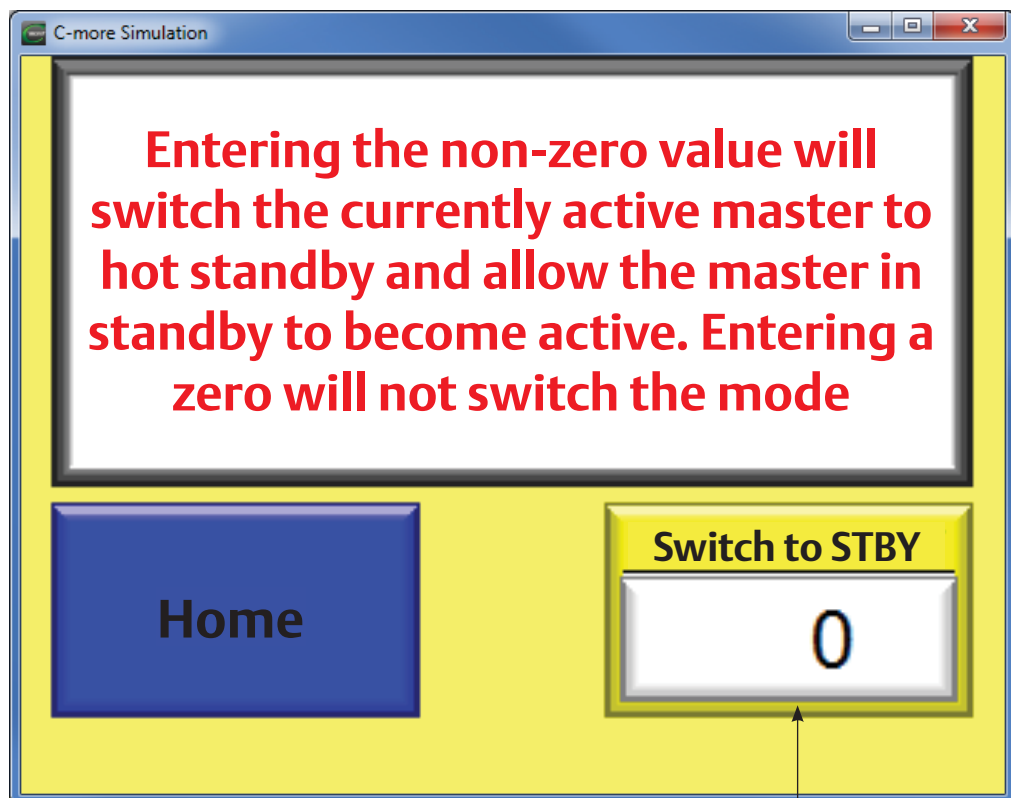 C-more Simulation
Entering the non-zero value will
switch the currently active master to
hot standby and allow the master in
standby to become active. Entering a
zero will not switch the mode
Home
Switch to STBY
0